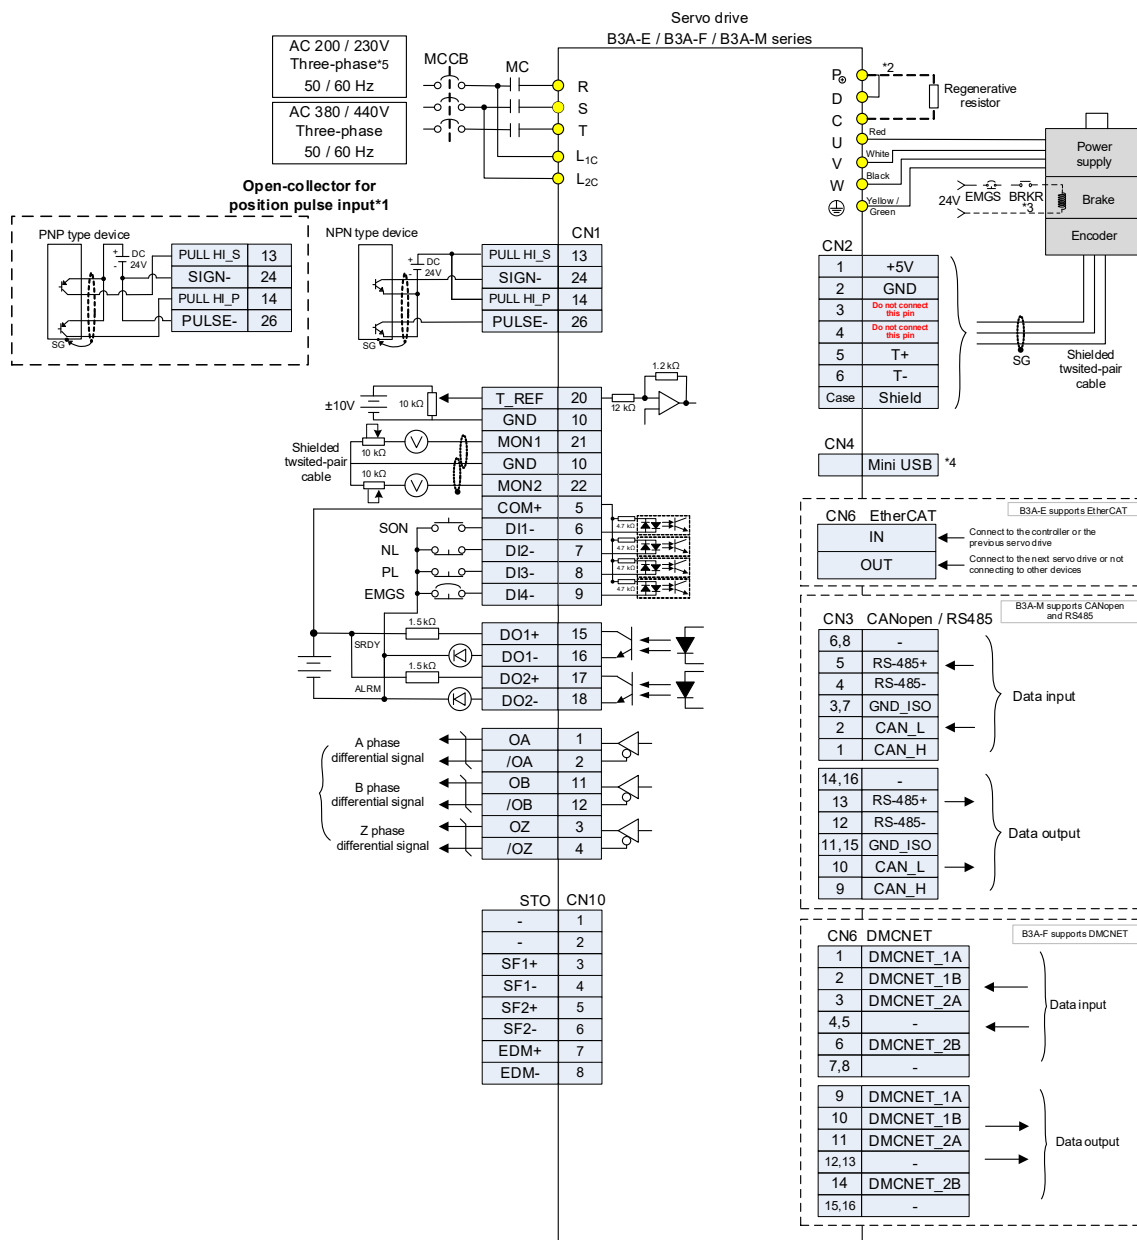 Servo drive
B3A-E / B3A-F / B3A-M series
AC 200 / 230V
Three-phase*5
50 / 60 Hz
AC 380 / 440V
Three-phase
50 / 60 Hz
MCCB
MC
R
S
T
L1C
L2C
P⊕
*2
D
C
Regenerative
resistor
U
Red
V
White
W
Black
Yellow /
Green
Power
supply
24V
EMGS
BRKR
*3
Brake
Encoder
Open-collector for
position pulse input*1
PNP type device
+
DC
24V
-
SG
PULL HI_S 13
SIGN- 24
PULL HI_P 14
PULSE- 26
NPN type device
+
DC
24V
-
SG
CN1
PULL HI_S 13
SIGN- 24
PULL HI_P 14
PULSE- 26
CN2
1 +5V
2 GND
3 Do not connect
this pin
4 Do not connect
this pin
5 T+
6 T-
Case Shield
SG
Shielded
twsited-pair
cable
±10V
10 kΩ
T_REF 20
12 kΩ
1.2 kΩ
GND 10
MON1 21
GND 10
MON2 22
Shielded
twsited-pair
cable
10 kΩ
V
10 kΩ
V
COM+ 5
SON
DI1- 6
4.7 kΩ
NL
DI2- 7
4.7 kΩ
PL
DI3- 8
4.7 kΩ
EMGS
DI4- 9
4.7 kΩ
1.5 kΩ
SRDY
DO1+ 15
DO1- 16
1.5 kΩ
ALRM
DO2+ 17
DO2- 18
A phase
differential signal
OA 1
/OA 2
B phase
differential signal
OB 11
/OB 12
Z phase
differential signal
OZ 3
/OZ 4
STO CN10
- 1
- 2
SF1+ 3
SF1- 4
SF2+ 5
SF2- 6
EDM+ 7
EDM- 8
CN4
Mini USB
*4
CN6 EtherCAT
B3A-E supports EtherCAT
IN
Connect to the controller or the
previous servo drive
OUT
Connect to the next servo drive or not
connecting to other devices
B3A-M supports CANopen
and RS485
CN3 CANopen / RS485
6,8 -
5 RS-485+
4 RS-485-
3,7 GND_ISO
2 CAN_L
1 CAN_H
Data input
14,16 -
13 RS-485+
12 RS-485-
11,15 GND_ISO
10 CAN_L
9 CAN_H
Data output
CN6 DMCNET
B3A-F supports DMCNET
1 DMCNET_1A
2 DMCNET_1B
3 DMCNET_2A
4,5 -
6 DMCNET_2B
7,8 -
Data input
9 DMCNET_1A
10 DMCNET_1B
11 DMCNET_2A
12,13 -
14 DMCNET_2B
15,16 -
Data output